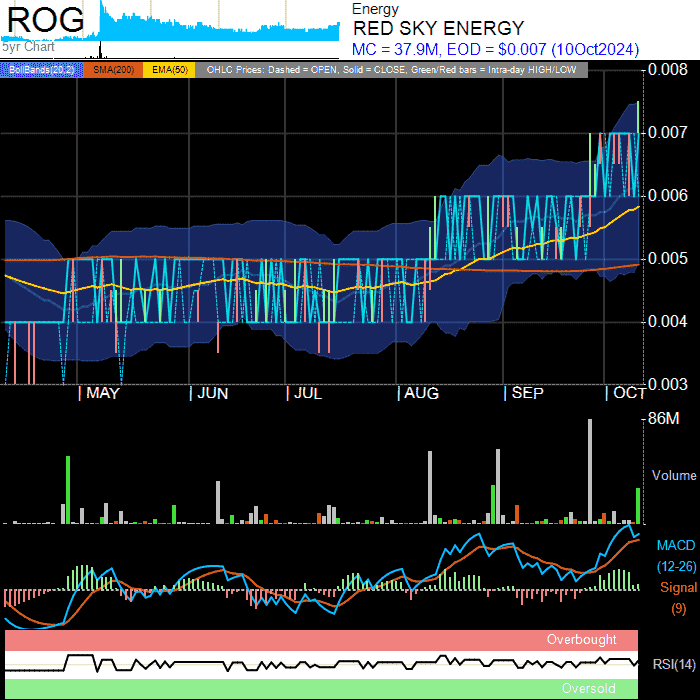 ROG
5yr Chart
Energy
RED SKY ENERGY
MC = 37.9M, EOD = $0.007 (10Oct2024)
BollBands(20,2) SMA(200) EMA(50) OHLC Prices: Dashed = OPEN, Solid = CLOSE, Green/Red bars = Intra-day HIGH/LOW
0.008
0.007
0.006
0.005
0.004
0.003
| MAY | JUN | JUL | AUG | SEP | OCT
86M
Volume
MACD
(12-26)
Signal
(9)
Overbought
RSI(14)
Oversold